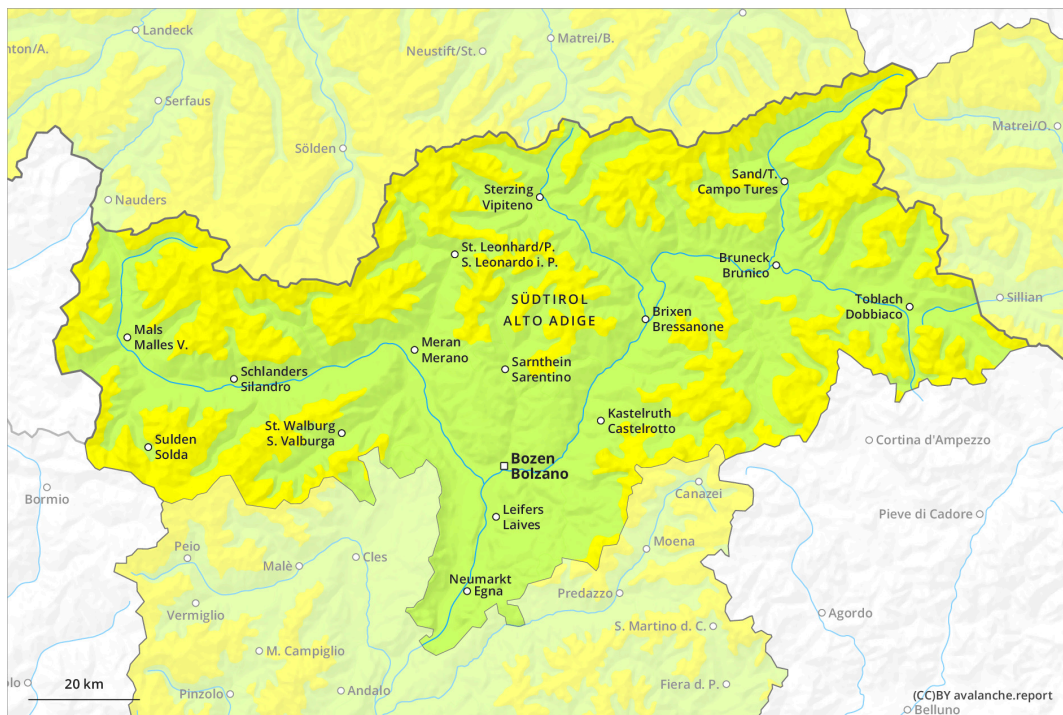 Landeck
Matrei/B.
nton/A.
Neustift/St.
Serfaus
Matrei/O.
Sölden
Sand/T.
Campo Tures
Sterzing
Vipiteno
Nauders
St. Leonhard/P.
S. Leonardo i. P.
Bruneck
Brunico
SÜDTIROL
ALTO ADIGE
Toblach
Dobbiaco
Sillian
Brixen
Bressanone
Mals
Malles V.
Meran
Merano
Sarnthein
Sarentino
Schlanders
Silandro
Kastelruth
Castelrotto
St. Walburg
S. Valburga
Sulden
Solda
Cortina d'Ampezzo
Bozen
Bolzano
Bormio
Canazei
Leifers
Laives
Pieve di Cadore
Moena
Peio
Cles
Malè
Neumarkt
Egna
Predazzo
Vermiglio
Agordo
S. Martino d. C.
M. Campiglio
20 km
olo
Pinzolo
Andalo
Fiera d. P.
(CC)BY avalanche.report
Belluno